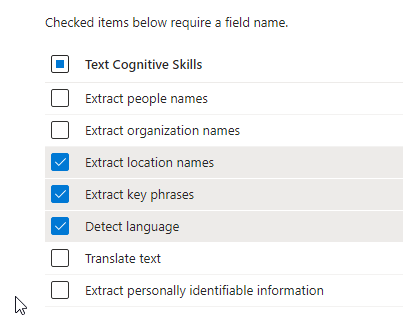 Checked items below require a field name.
Text Cognitive Skills
Extract people names
Extract organization names
Extract location names
Extract key phrases
Detect language
Translate text
Extract personally identifiable information